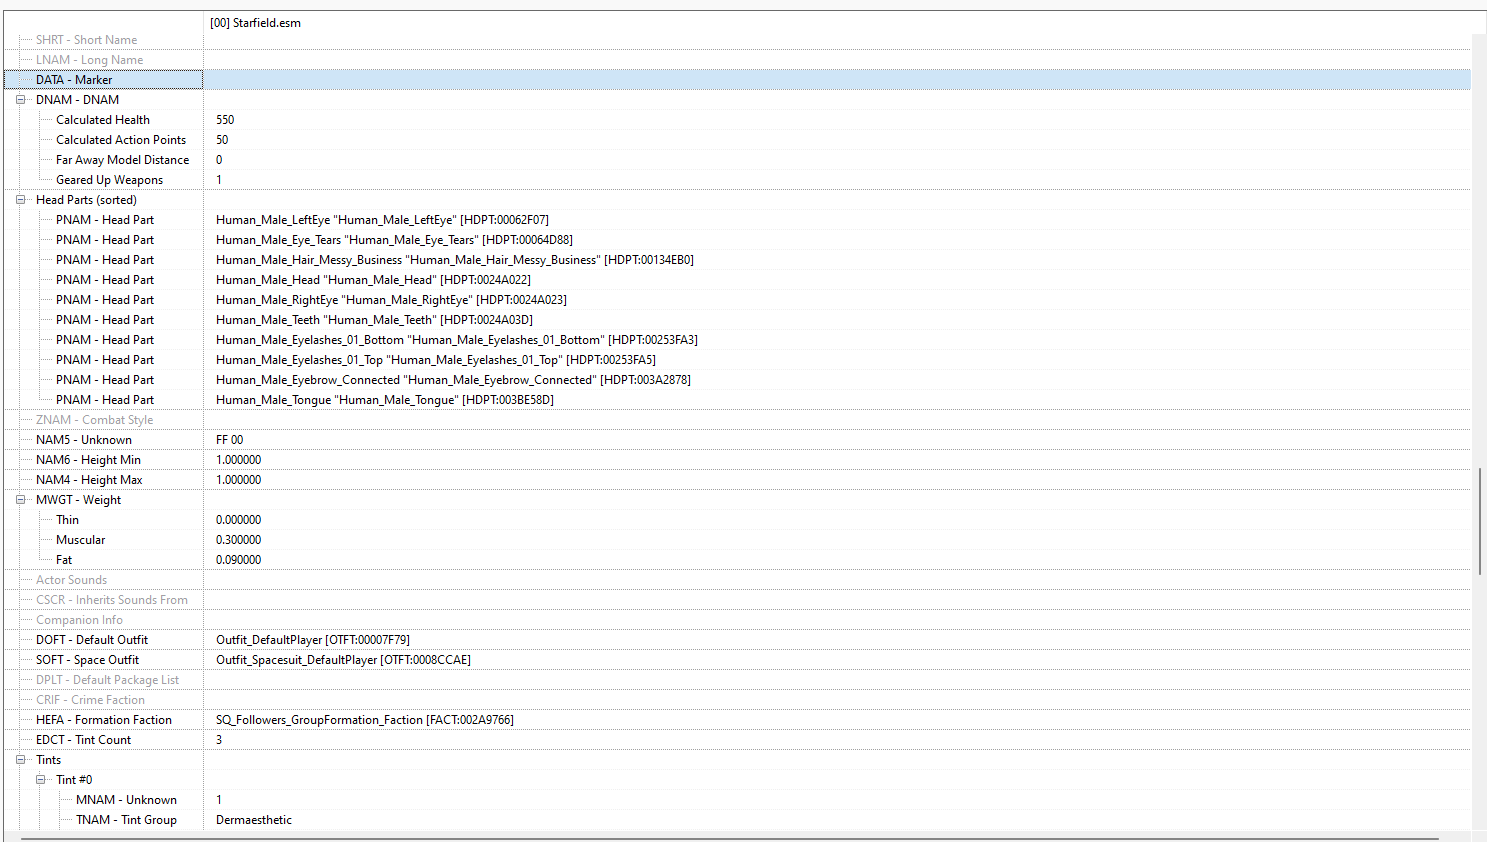 [00] Starfield.esm
SHRT - Short Name
LNAM - Long Name
DATA - Marker
DNAM - DNAM
Calculated Health 550
Calculated Action Points 50
Far Away Model Distance 0
Geared Up Weapons 1
Head Parts (sorted)
PNAM - Head Part Human_Male_LeftEye "Human_Male_LeftEye" [HDPT:00062F07]
PNAM - Head Part Human_Male_Eye_Tears "Human_Male_Eye_Tears" [HDPT:00064D88]
PNAM - Head Part Human_Male_Hair_Messy_Business "Human_Male_Hair_Messy_Business" [HDPT:00134EB0]
PNAM - Head Part Human_Male_Head "Human_Male_Head" [HDPT:0024A022]
PNAM - Head Part Human_Male_RightEye "Human_Male_RightEye" [HDPT:0024A023]
PNAM - Head Part Human_Male_Teeth "Human_Male_Teeth" [HDPT:0024A03D]
PNAM - Head Part Human_Male_Eyelashes_01_Bottom "Human_Male_Eyelashes_01_Bottom" [HDPT:00253FA3]
PNAM - Head Part Human_Male_Eyelashes_01_Top "Human_Male_Eyelashes_01_Top" [HDPT:00253FA5]
PNAM - Head Part Human_Male_Eyebrow_Connected "Human_Male_Eyebrow_Connected" [HDPT:003A2878]
PNAM - Head Part Human_Male_Tongue "Human_Male_Tongue" [HDPT:003BE58D]
ZNAM - Combat Style
NAM5 - Unknown FF 00
NAM6 - Height Min 1.000000
NAM4 - Height Max 1.000000
MWGT - Weight
Thin 0.000000
Muscular 0.300000
Fat 0.090000
Actor Sounds
CSCR - Inherits Sounds From
Companion Info
DOFT - Default Outfit Outfit_DefaultPlayer [OTFT:00007F79]
SOFT - Space Outfit Outfit_Spacesuit_DefaultPlayer [OTFT:0008CCAE]
DPLT - Default Package List
CRIF - Crime Faction
HEFA - Formation Faction SQ_Followers_GroupFormation_Faction [FACT:002A9766]
EDCT - Tint Count 3
Tints
Tint #0
MNAM - Unknown 1
TNAM - Tint Group Dermaesthetic